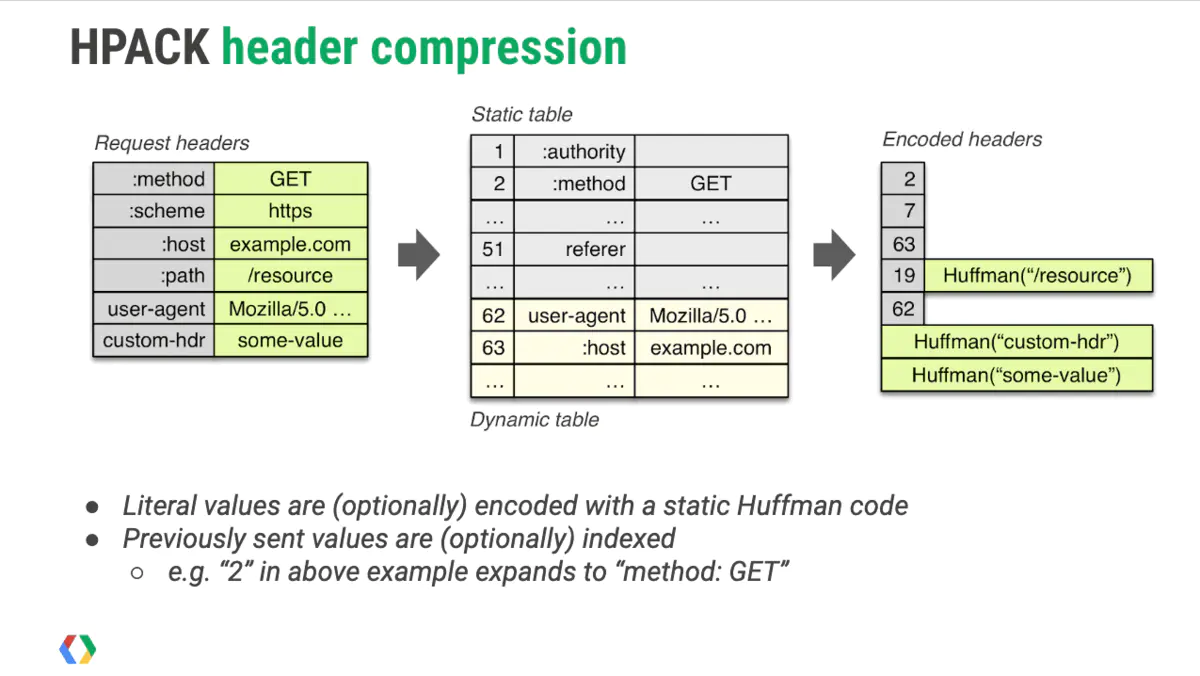 HPACK header compression
Request headers
:method GET
:scheme https
:host example.com
:path /resource
user-agent Mozilla/5.0 ...
custom-hdr some-value
Static table
1 :authority
2 :method GET
... ... ...
51 referer
... ... ...
62 user-agent Mozilla/5.0 ...
63 :host example.com
... ... ...
Dynamic table
Encoded headers
2
7
63
19 Huffman(“/resource”)
62
Huffman(“custom-hdr”)
Huffman(“some-value”)
● Literal values are (optionally) encoded with a static Huffman code
● Previously sent values are (optionally) indexed
○ e.g. “2” in above example expands to “method: GET”